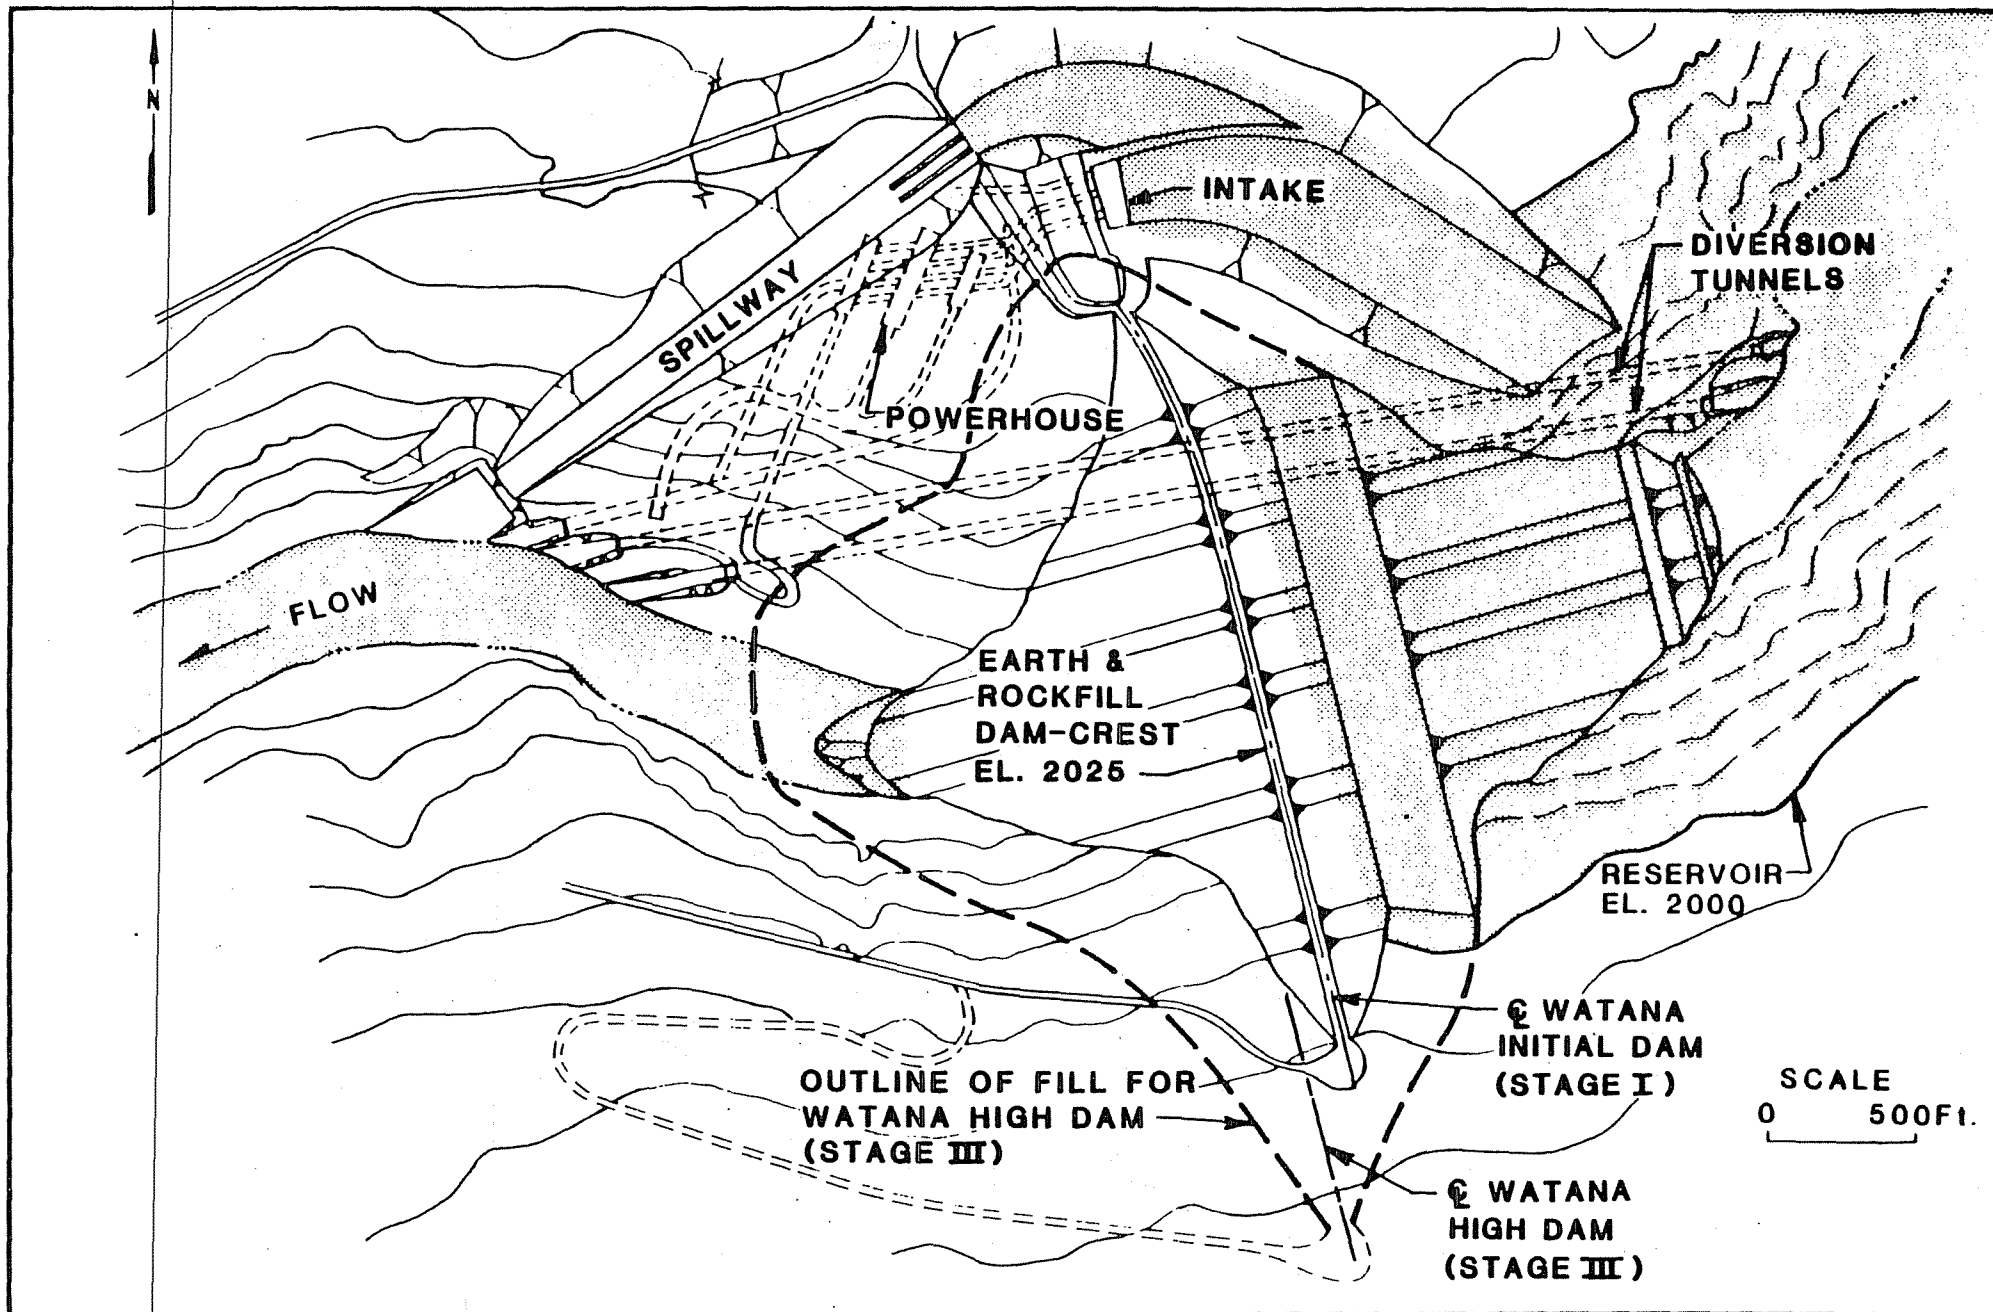 N
INTAKE
DIVERSION
TUNNELS
SPILLWAY
POWERHOUSE
FLOW
EARTH &
ROCKFILL
DAM-CREST
EL. 2025
RESERVOIR
EL. 2000
℄ WATANA
INITIAL DAM
(STAGE I)
OUTLINE OF FILL FOR
WATANA HIGH DAM
(STAGE III)
SCALE
0 500Ft.
℄ WATANA
HIGH DAM
(STAGE III)